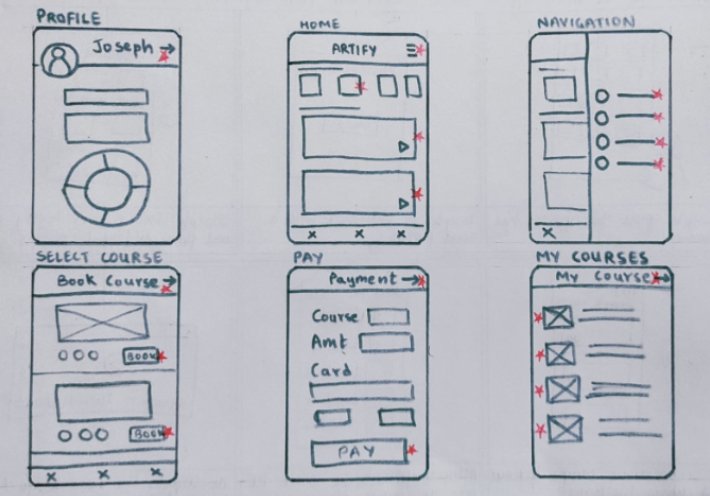 PROFILE
Joseph
HOME
ARTIFY
NAVIGATION
SELECT COURSE
Book Course
BOOK
BOOK
PAY
Payment
Course
Amt
Card
PAY
MY COURSES
My Course